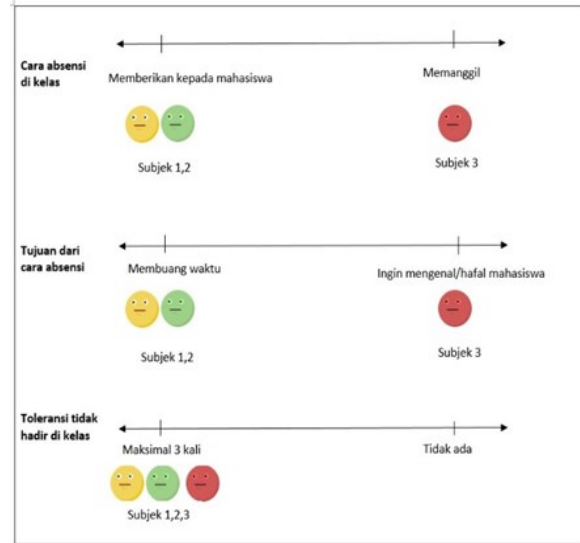 Cara absensi
di kelas
Memberikan kepada mahasiswa
Memanggil
Subjek 1,2
Subjek 3
Tujuan dari
cara absensi
Membuang waktu
Ingin mengenal/hafal mahasiswa
Subjek 1,2
Subjek 3
Toleransi tidak
hadir di kelas
Maksimal 3 kali
Tidak ada
Subjek 1,2,3